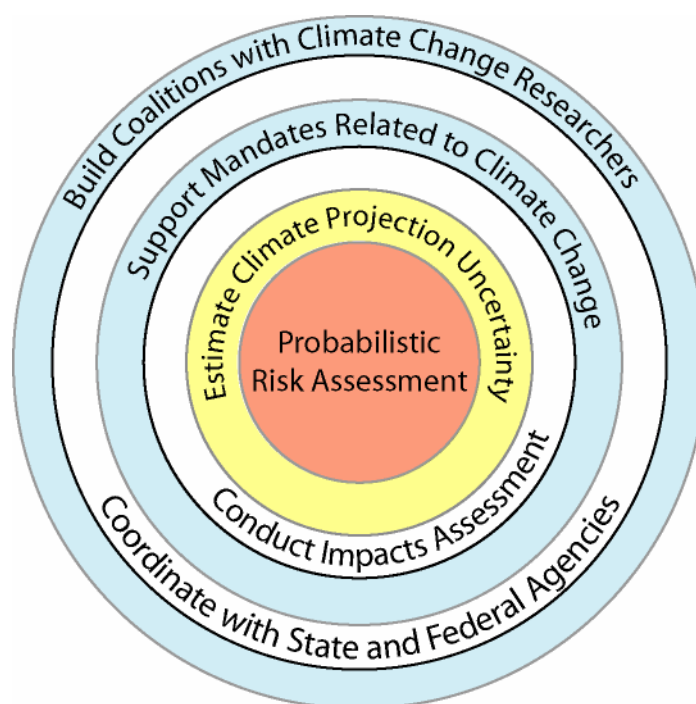 Build Coalitions with Climate Change Researchers
Support Mandates Related to Climate Change
Estimate Climate Projection Uncertainty
Probabilistic
Risk Assessment
Conduct Impacts Assessment
Coordinate with State and Federal Agencies